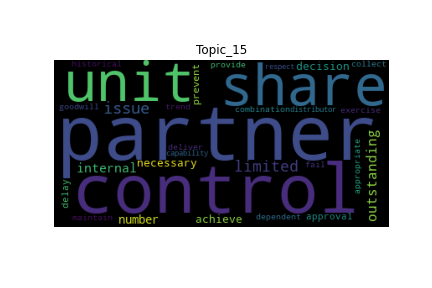 Topic_15
historical provide respect decision collect
unit prevent share
goodwill issue trend combination distributor exercise
partner
deliver
capability
internal necessary limited fail appropriate outstanding
delay control
maintain number achieve dependent approval